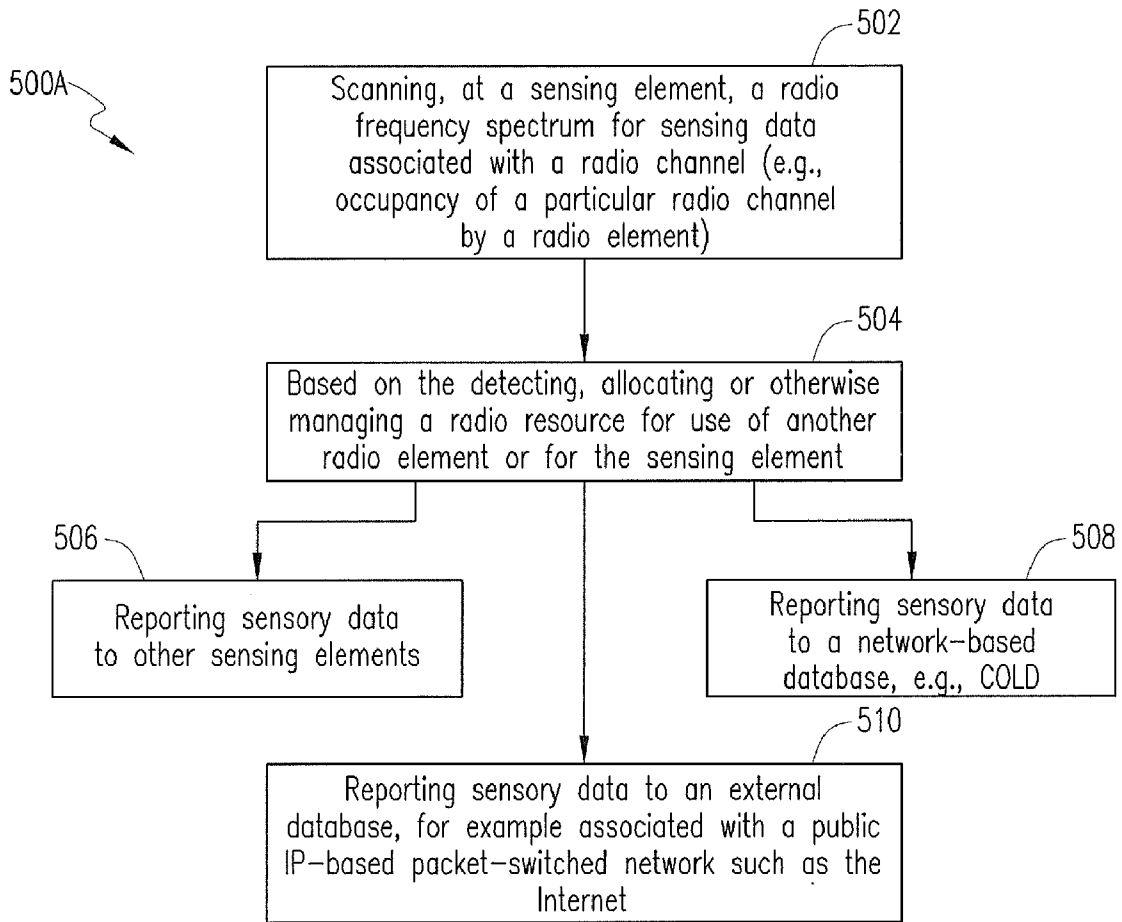 502
500A
Scanning, at a sensing element, a radio
frequency spectrum for sensing data
associated with a radio channel (e.g.,
occupancy of a particular radio channel
by a radio element)
504
Based on the detecting, allocating or otherwise
managing a radio resource for use of another
radio element or for the sensing element
506
Reporting sensory data
to other sensing elements
508
Reporting sensory data
to a network-based
database, e.g., COLD
510
Reporting sensory data to an external
database, for example associated with a public
IP-based packet-switched network such as the
Internet